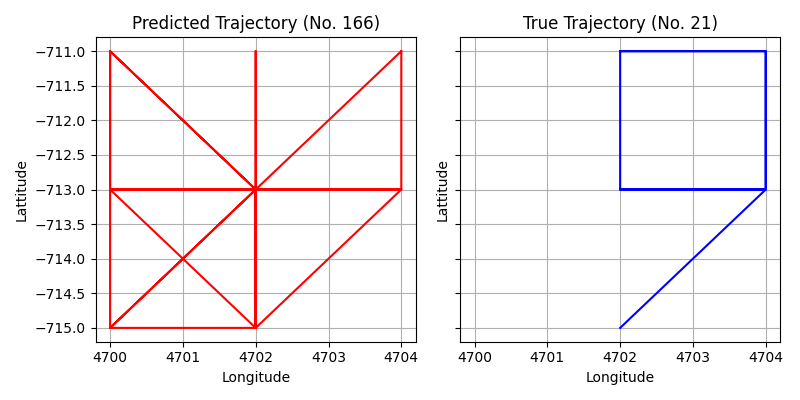 Predicted Trajectory (No. 166)
−711.0
−711.5
−712.0
−712.5
−713.0
−713.5
−714.0
−714.5
−715.0
Lattitude
4700 4701 4702 4703 4704
Longitude
True Trajectory (No. 21)
Lattitude
4700 4701 4702 4703 4704
Longitude